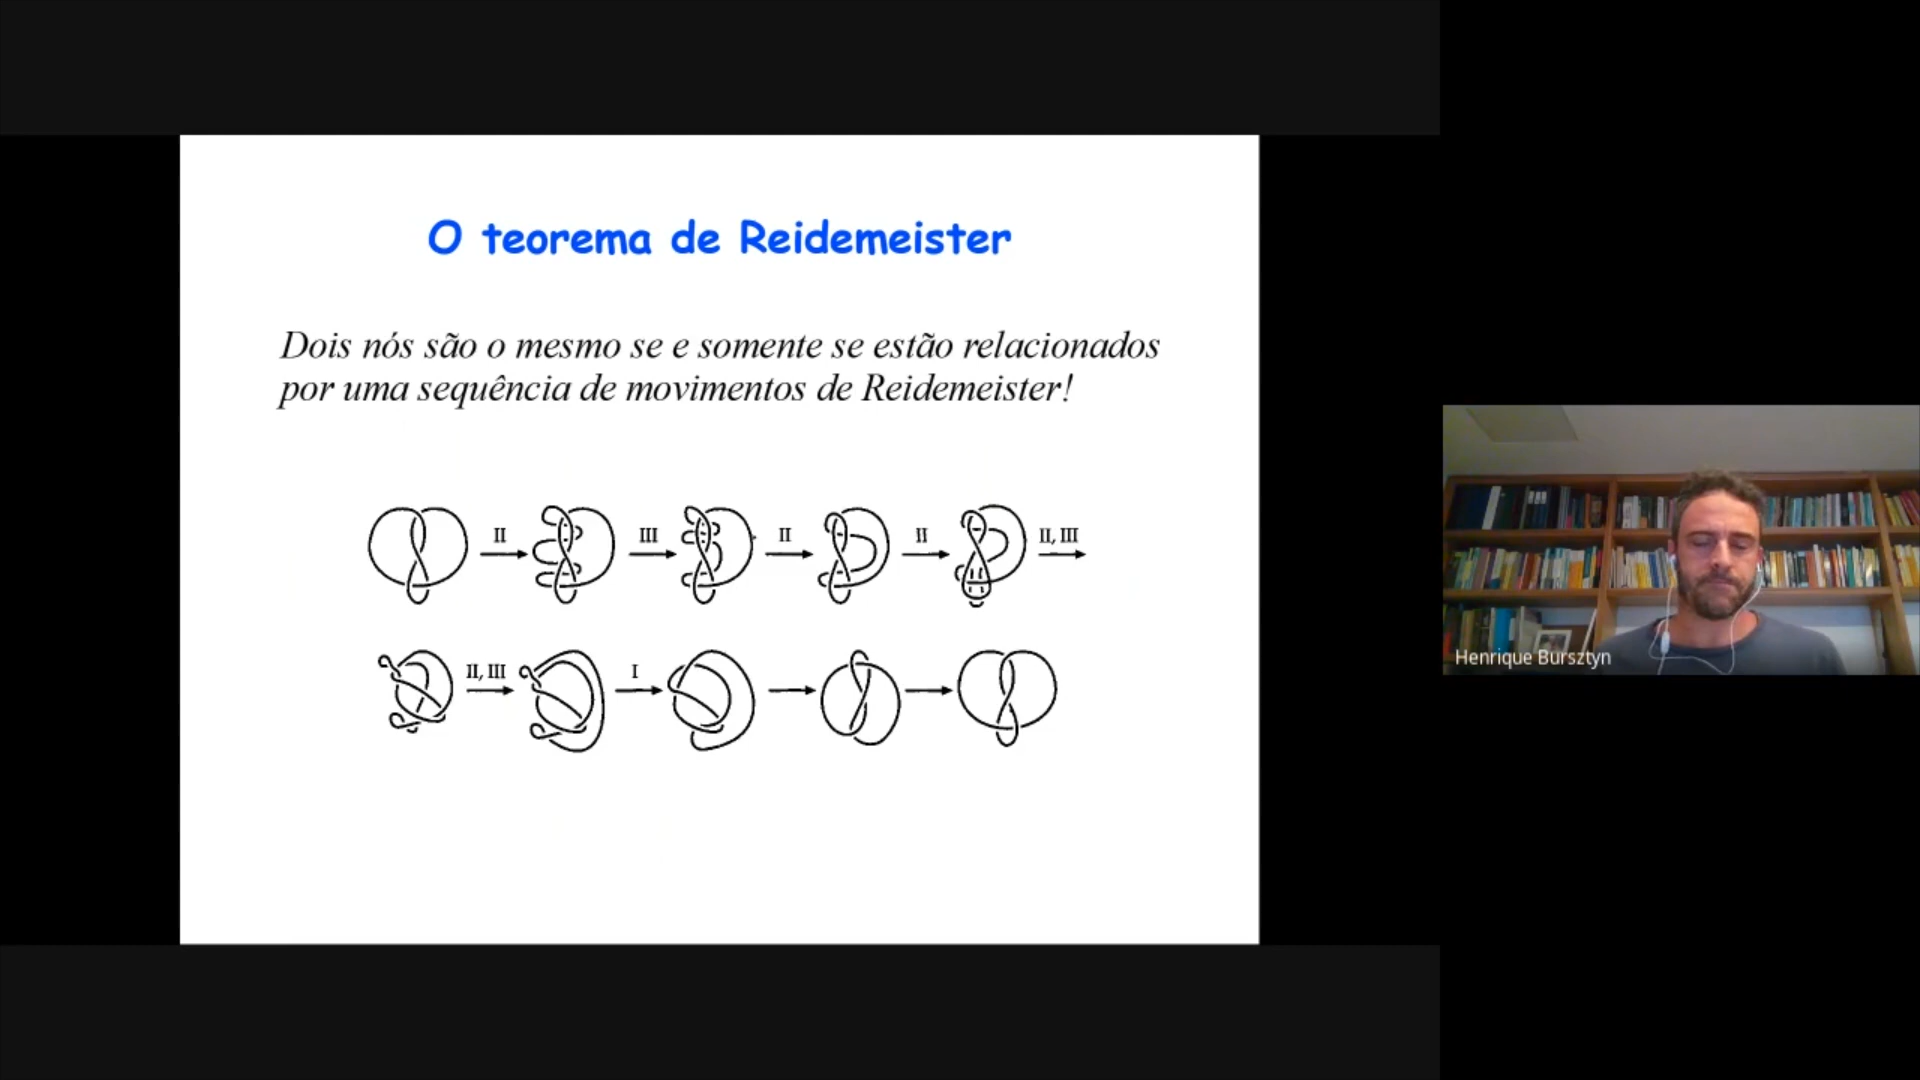 O teorema de Reidemeister
Dois nós são o mesmo se e somente se estão relacionados
por uma sequência de movimentos de Reidemeister!
II III II II II, III
II, III I
Henrique Bursztyn